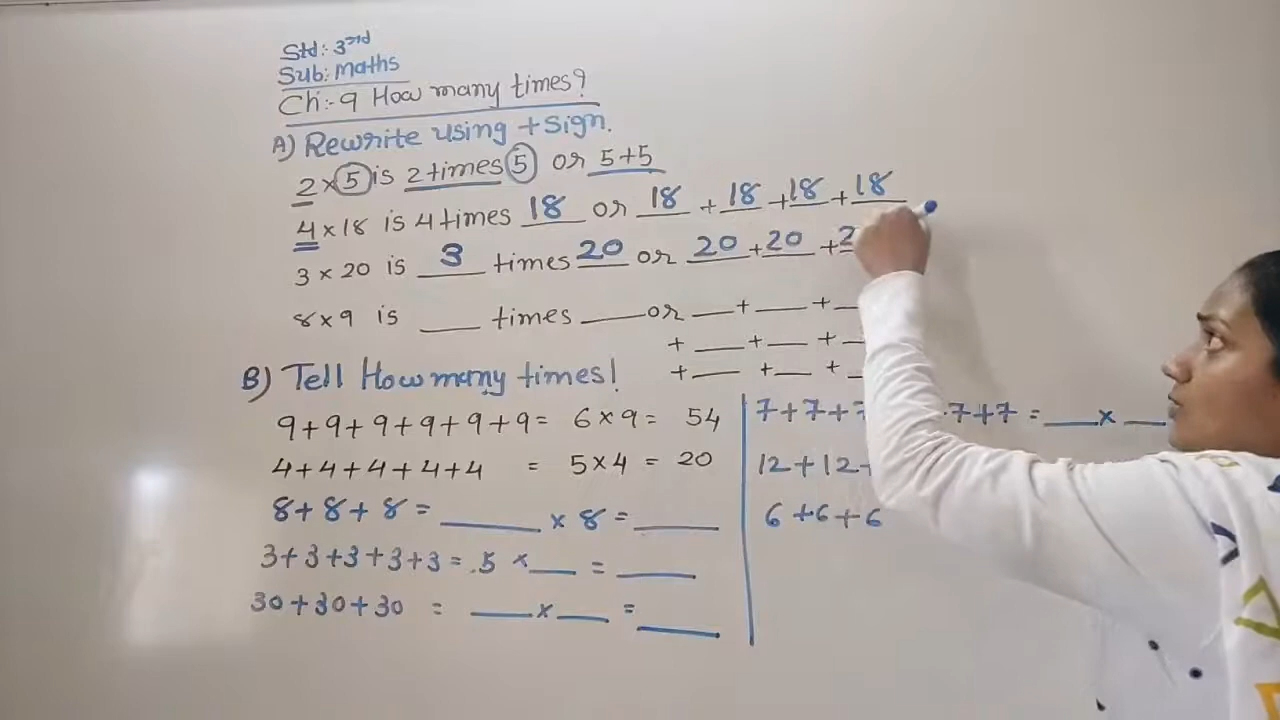 Std:- 3rd
Sub: Maths
Ch:- 9 How many times?
A) Rewrite using + Sign.
2 × 5 is 2 times 5 or 5+5
4 × 18 is 4 times 18 or 18 + 18 + 18 + 18
3 × 20 is 3 times 20 or 20 + 20 + 2
8 × 9 is ___ times ___ or ___ + ___ + ___
+ ___ + ___ + ___
+ ___ + ___ + ___
B) Tell How many times!
9+9+9+9+9+9= 6 × 9 = 54
4+4+4+4+4 = 5 × 4 = 20
8+8+8 = ___ × 8 = ___
3+3+3+3+3 = 5 × ___ = ___
30+30+30 = ___ × ___ = ___
7+7+7 7+7 = ___ × ___
12+12+
6+6+6